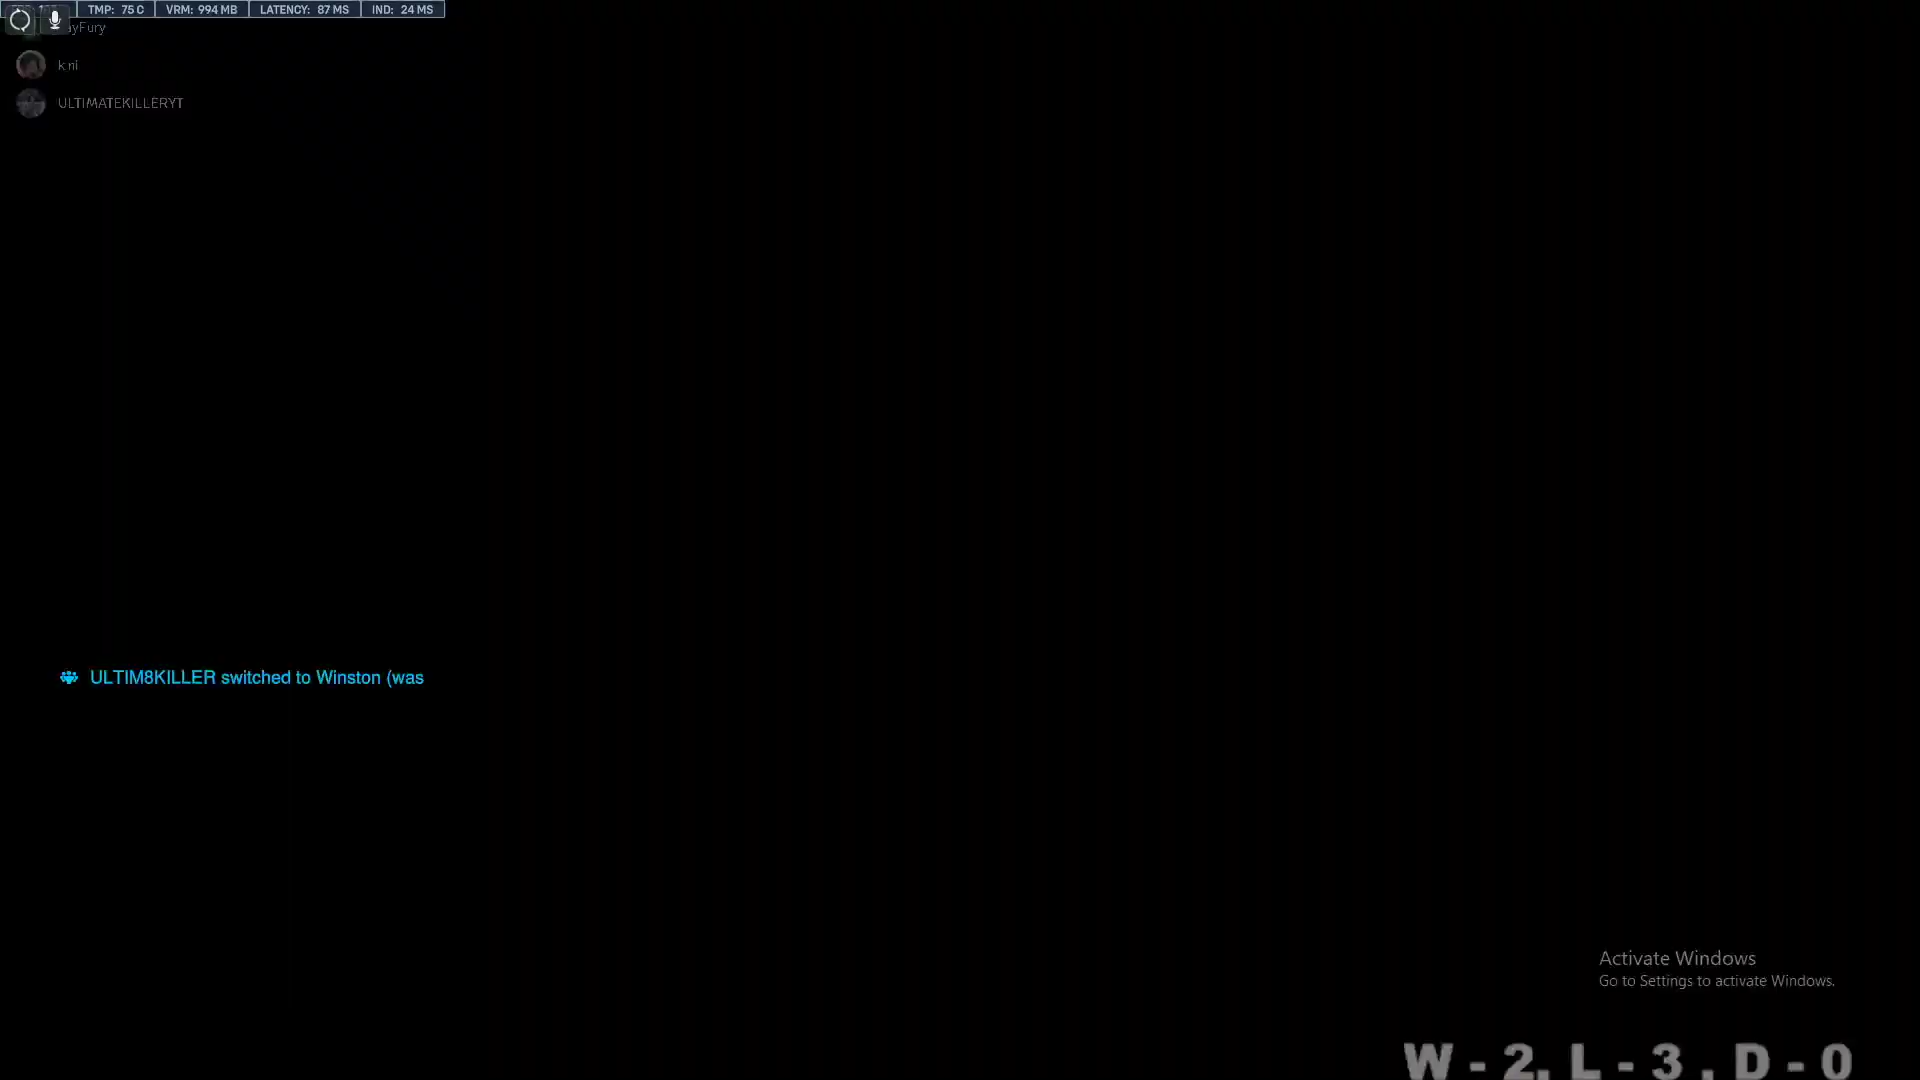 TMP: 75 C VRM: 994 MB LATENCY: 87 MS IND: 24 MS
ayFury
ULTIMATEKILLERYT
ULTIM8KILLER switched to Winston (was
Activate Windows
Go to Settings to activate Windows.
W - 2, L - 3 , D - 0